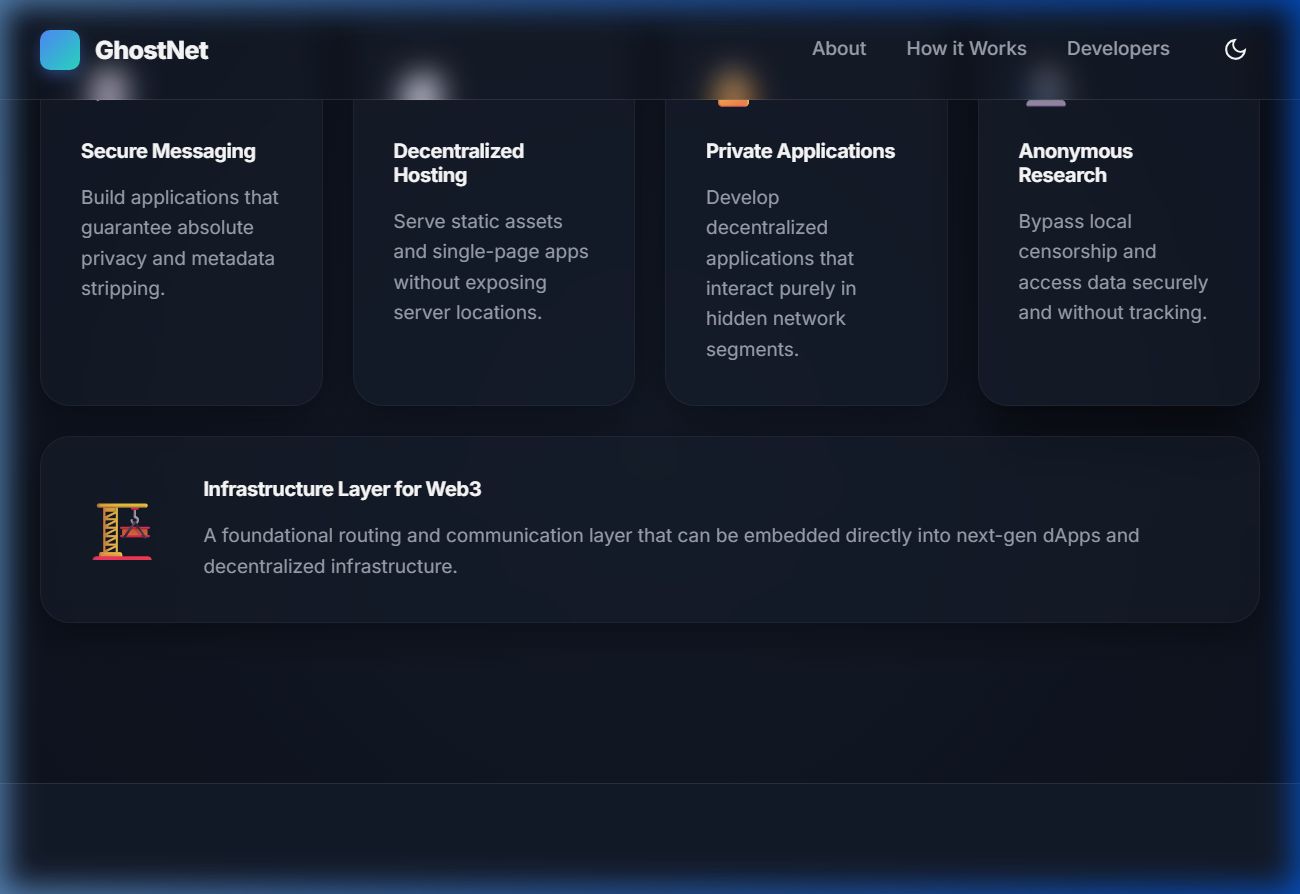 GhostNet
About
How it Works
Developers
Secure Messaging
Build applications that
guarantee absolute
privacy and metadata
stripping.
Decentralized
Hosting
Serve static assets
and single-page apps
without exposing
server locations.
Private Applications
Develop
decentralized
applications that
interact purely in
hidden network
segments.
Anonymous
Research
Bypass local
censorship and
access data securely
and without tracking.
Infrastructure Layer for Web3
A foundational routing and communication layer that can be embedded directly into next-gen dApps and
decentralized infrastructure.